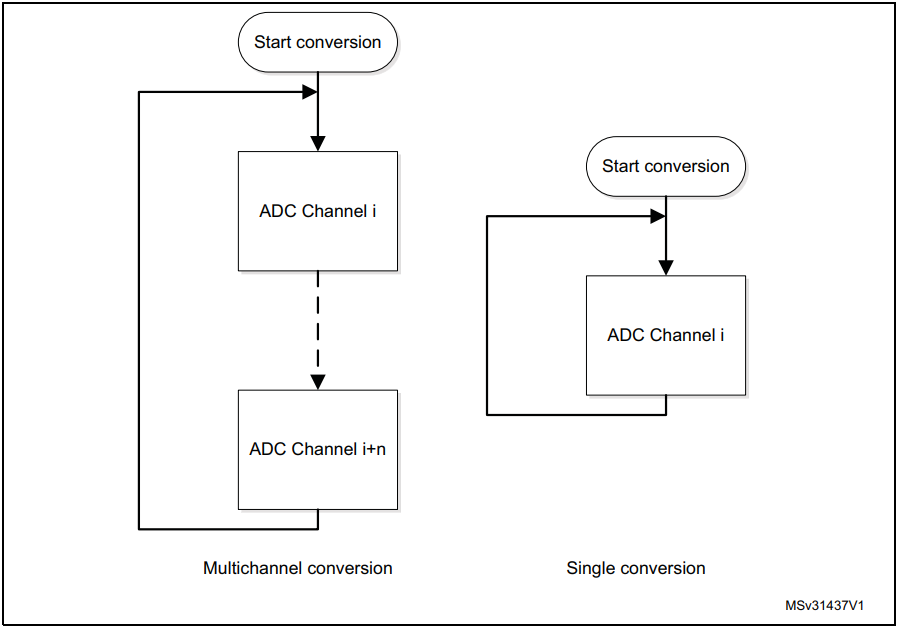 Start conversion
ADC Channel i
ADC Channel i+n
Multichannel conversion
Start conversion
ADC Channel i
Single conversion
MSv31437V1